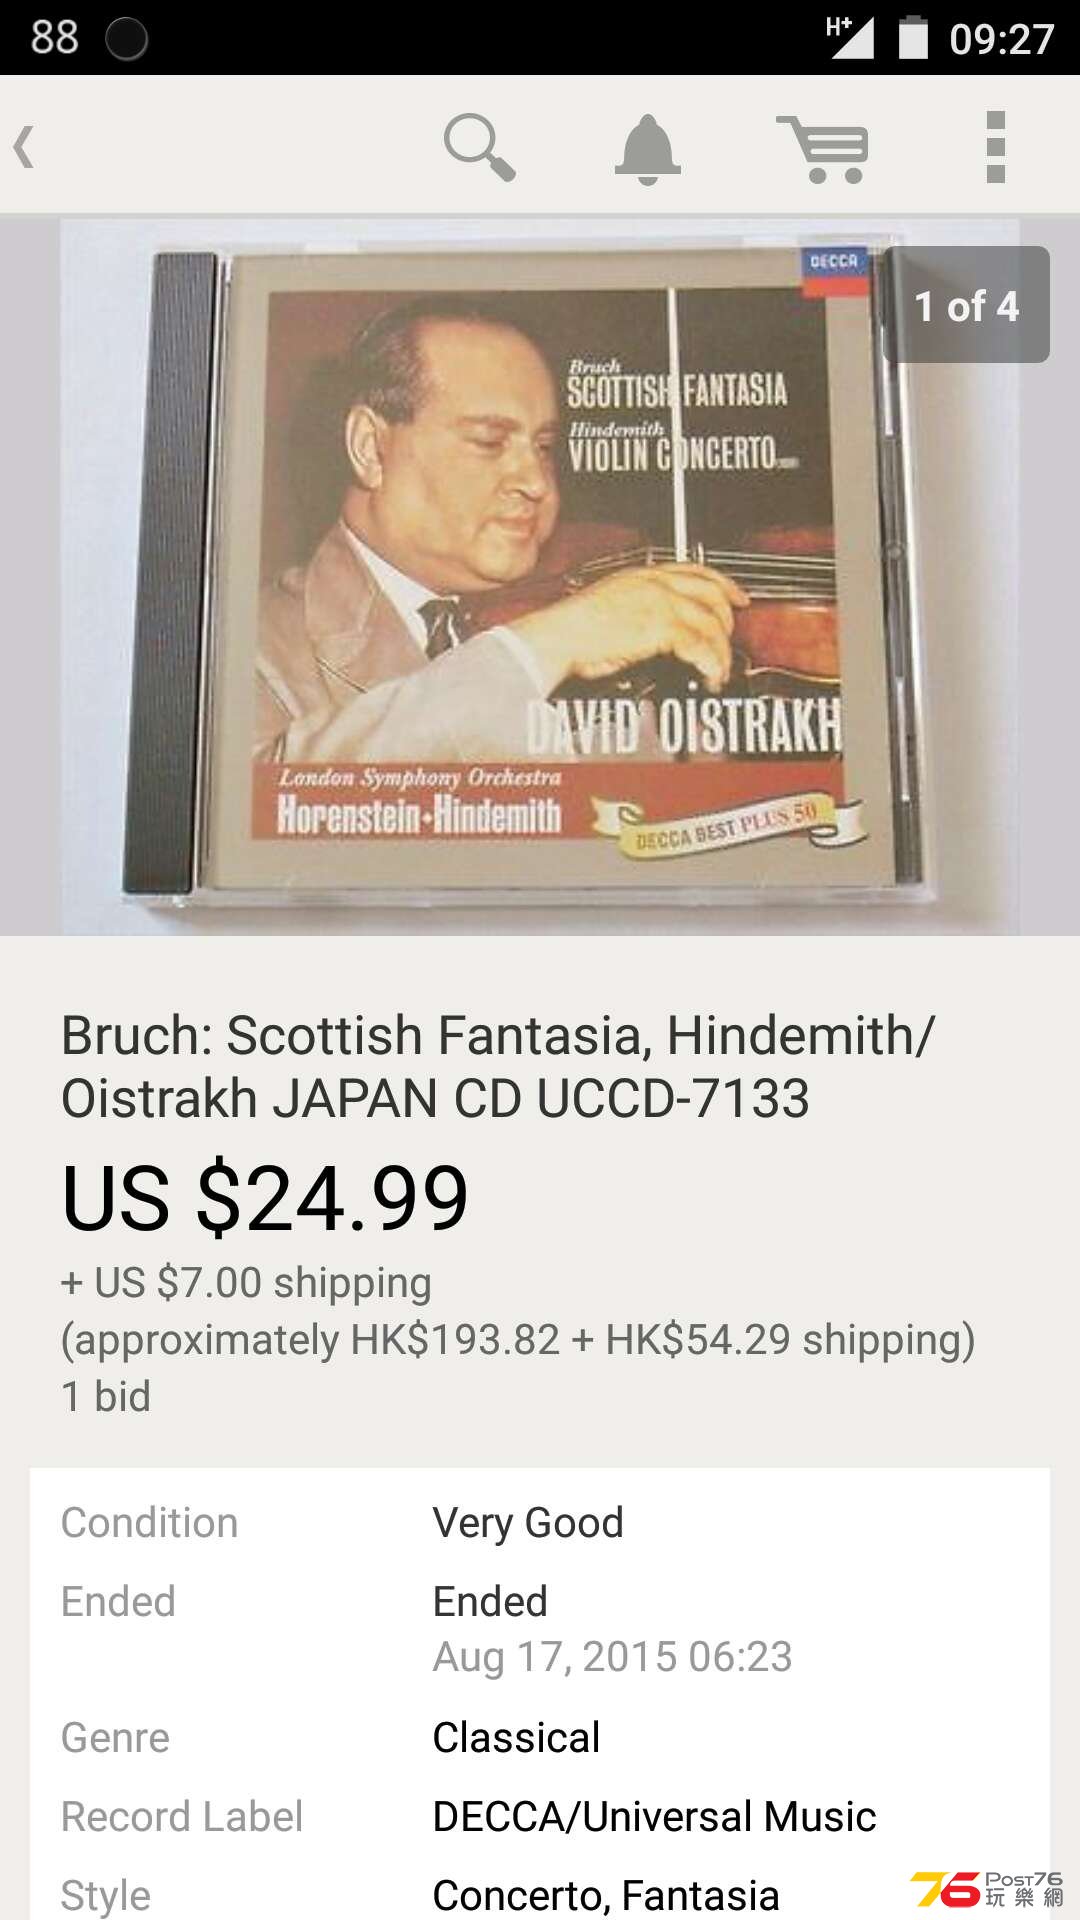 88
H+
09:27
1 of 4
DECCA
Bruch
SCOTTISH FANTASIA
Hindemith
VIOLIN CONCERTO
DAVID OISTRAKH
London Symphony Orchestra
Horenstein·Hindemith
DECCA BEST PLUS 50
Bruch: Scottish Fantasia, Hindemith/
Oistrakh JAPAN CD UCCD-7133
US $24.99
+ US $7.00 shipping
(approximately HK$193.82 + HK$54.29 shipping)
1 bid
Condition Very Good
Ended Ended
Aug 17, 2015 06:23
Genre Classical
Record Label DECCA/Universal Music
Style Concerto, Fantasia
76 POST76
玩樂網